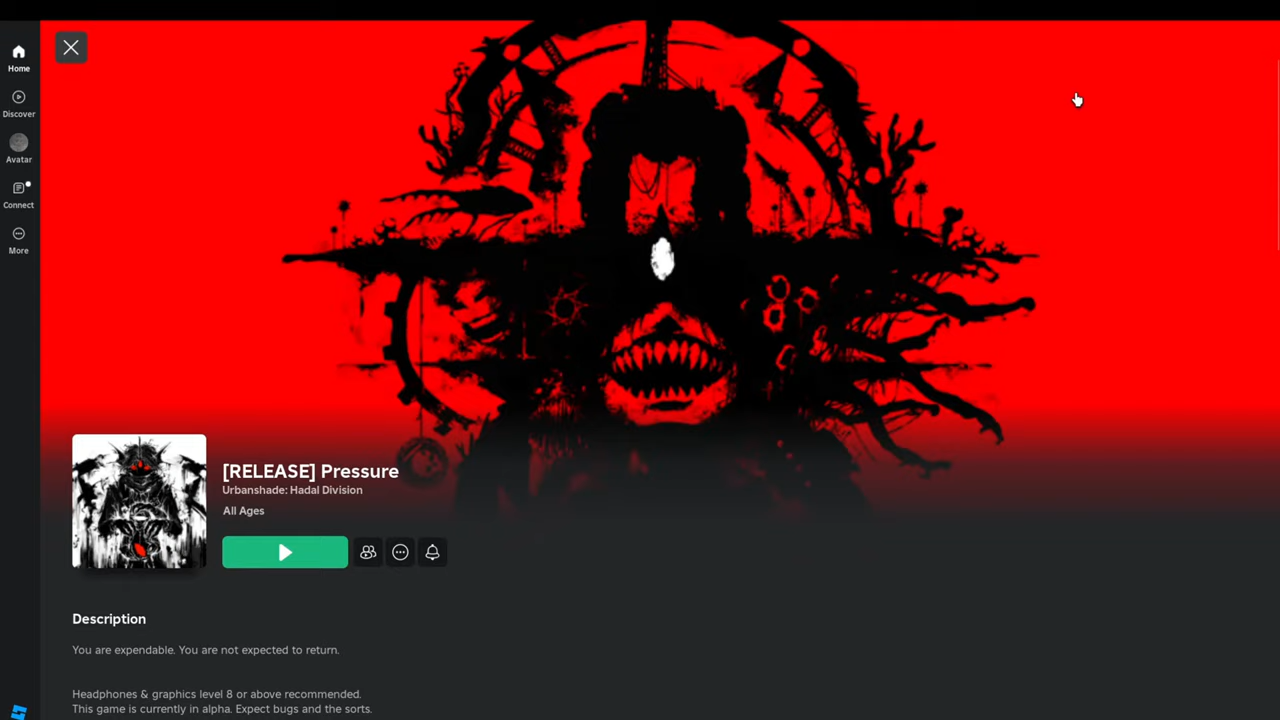 Home
Discover
Avatar
Connect
More
[RELEASE] Pressure
Urbanshade: Hadal Division
All Ages
Description
You are expendable. You are not expected to return.
Headphones & graphics level 8 or above recommended.
This game is currently in alpha. Expect bugs and the sorts.